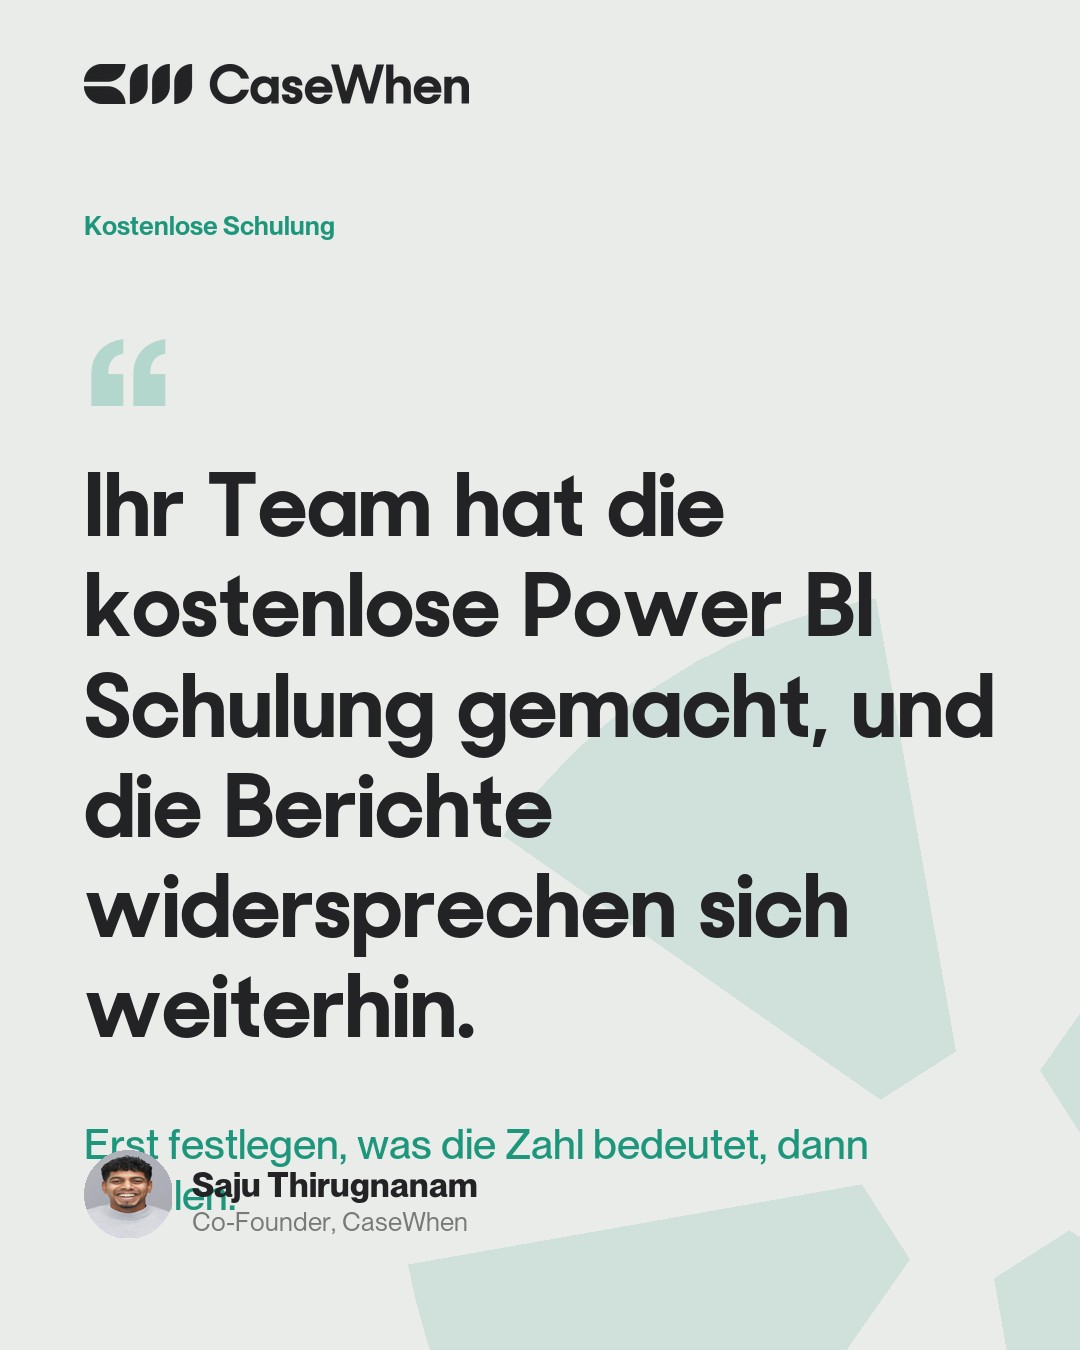 CaseWhen
Kostenlose Schulung
“
Ihr Team hat die
kostenlose Power BI
Schulung gemacht, und
die Berichte
widersprechen sich
weiterhin.
Erst festlegen, was die Zahl bedeutet, dann
Saju Thirugnanam
Co-Founder, CaseWhen